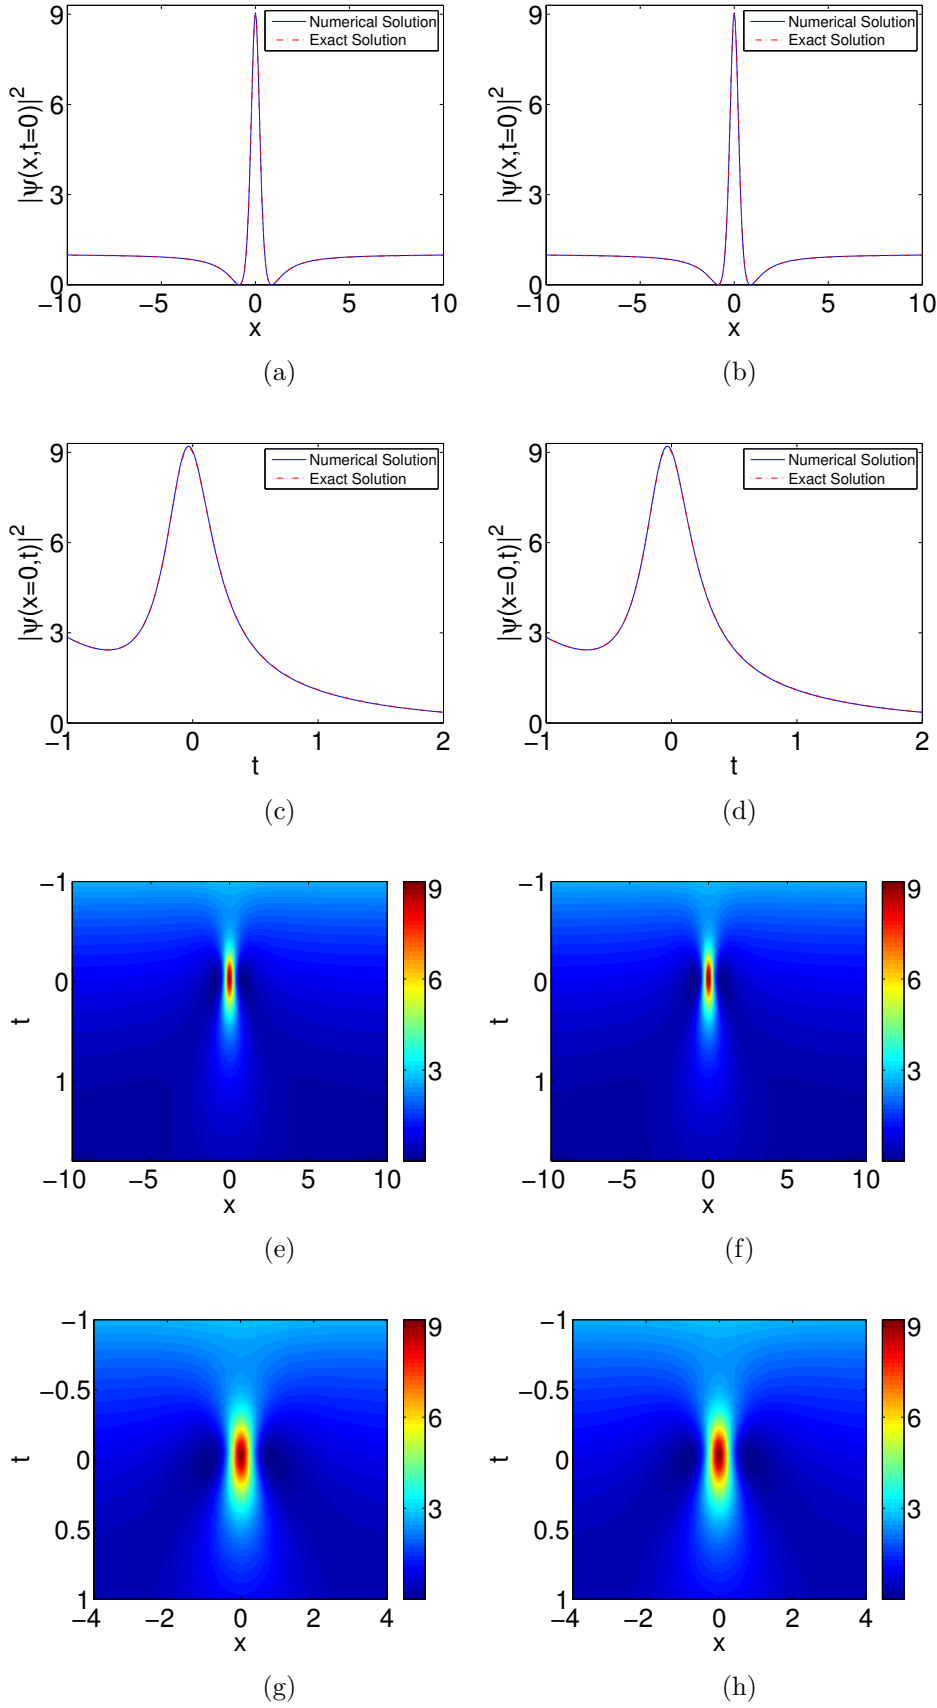 |ψ(x,t=0)|²
9
6
3
0
−10
−5
0
5
10
x
Numerical Solution
Exact Solution
(a)
|ψ(x,t=0)|²
9
6
3
0
−10
−5
0
5
10
x
Numerical Solution
Exact Solution
(b)
|ψ(x=0,t)|²
9
6
3
0
−1
0
1
2
t
Numerical Solution
Exact Solution
(c)
|ψ(x=0,t)|²
9
6
3
0
−1
0
1
2
t
Numerical Solution
Exact Solution
(d)
t
−1
0
1
−10
−5
0
5
10
x
9
6
3
(e)
t
−1
0
1
−10
−5
0
5
10
x
9
6
3
(f)
t
−1
−0.5
0
0.5
1
−4
−2
0
2
4
x
9
6
3
(g)
t
−1
−0.5
0
0.5
1
−4
−2
0
2
4
x
9
6
3
(h)